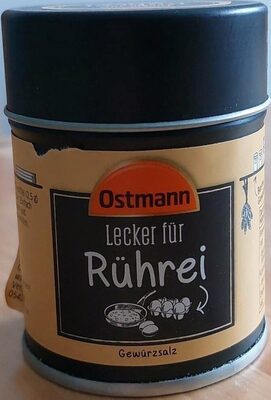 Ostmann
Lecker für
Rührei
Gewürzsalz